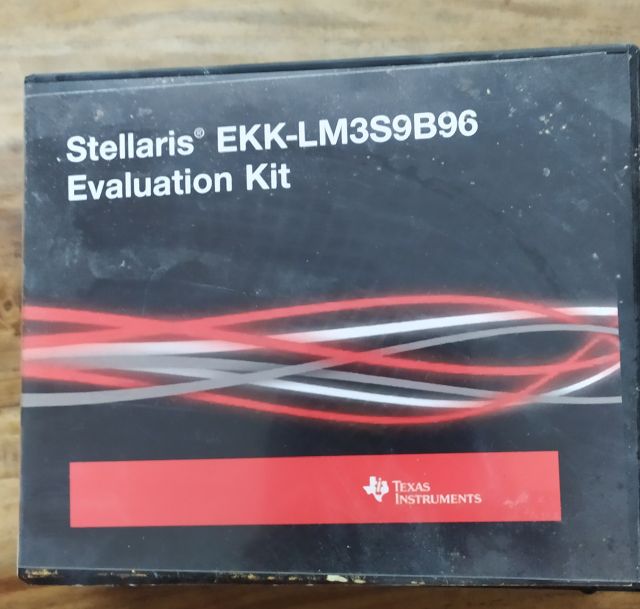 Stellaris® EKK-LM3S9B96
Evaluation Kit
TEXAS
INSTRUMENTS